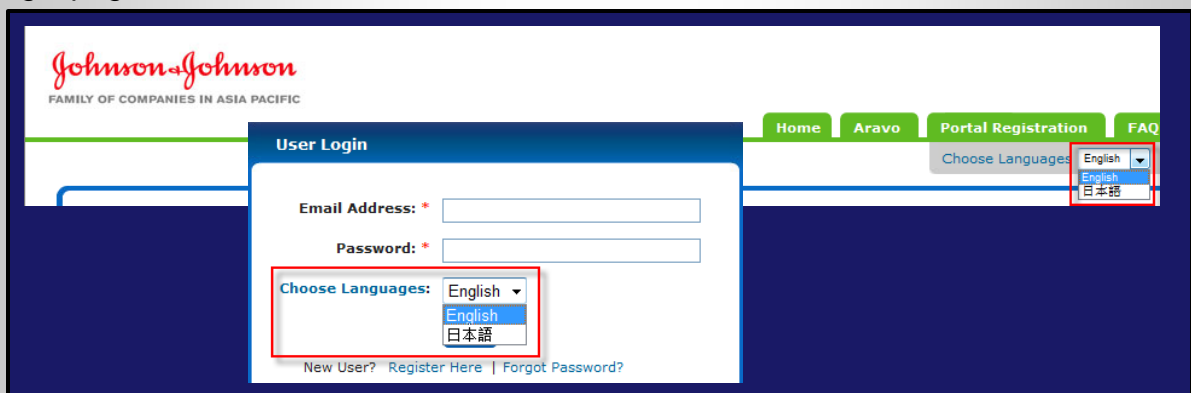 Johnson & Johnson
FAMILY OF COMPANIES IN ASIA PACIFIC
Home Aravo Portal Registration FAQ
Choose Languages English
English
日本語
User Login
Email Address: *
Password: *
Choose Languages: English
English
日本語
New User? Register Here | Forgot Password?